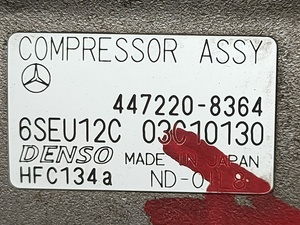 COMPRESSOR ASSY
447220-8364
6SEU12C 03C10130
DENSO MADE IN JAPAN
HFC134a